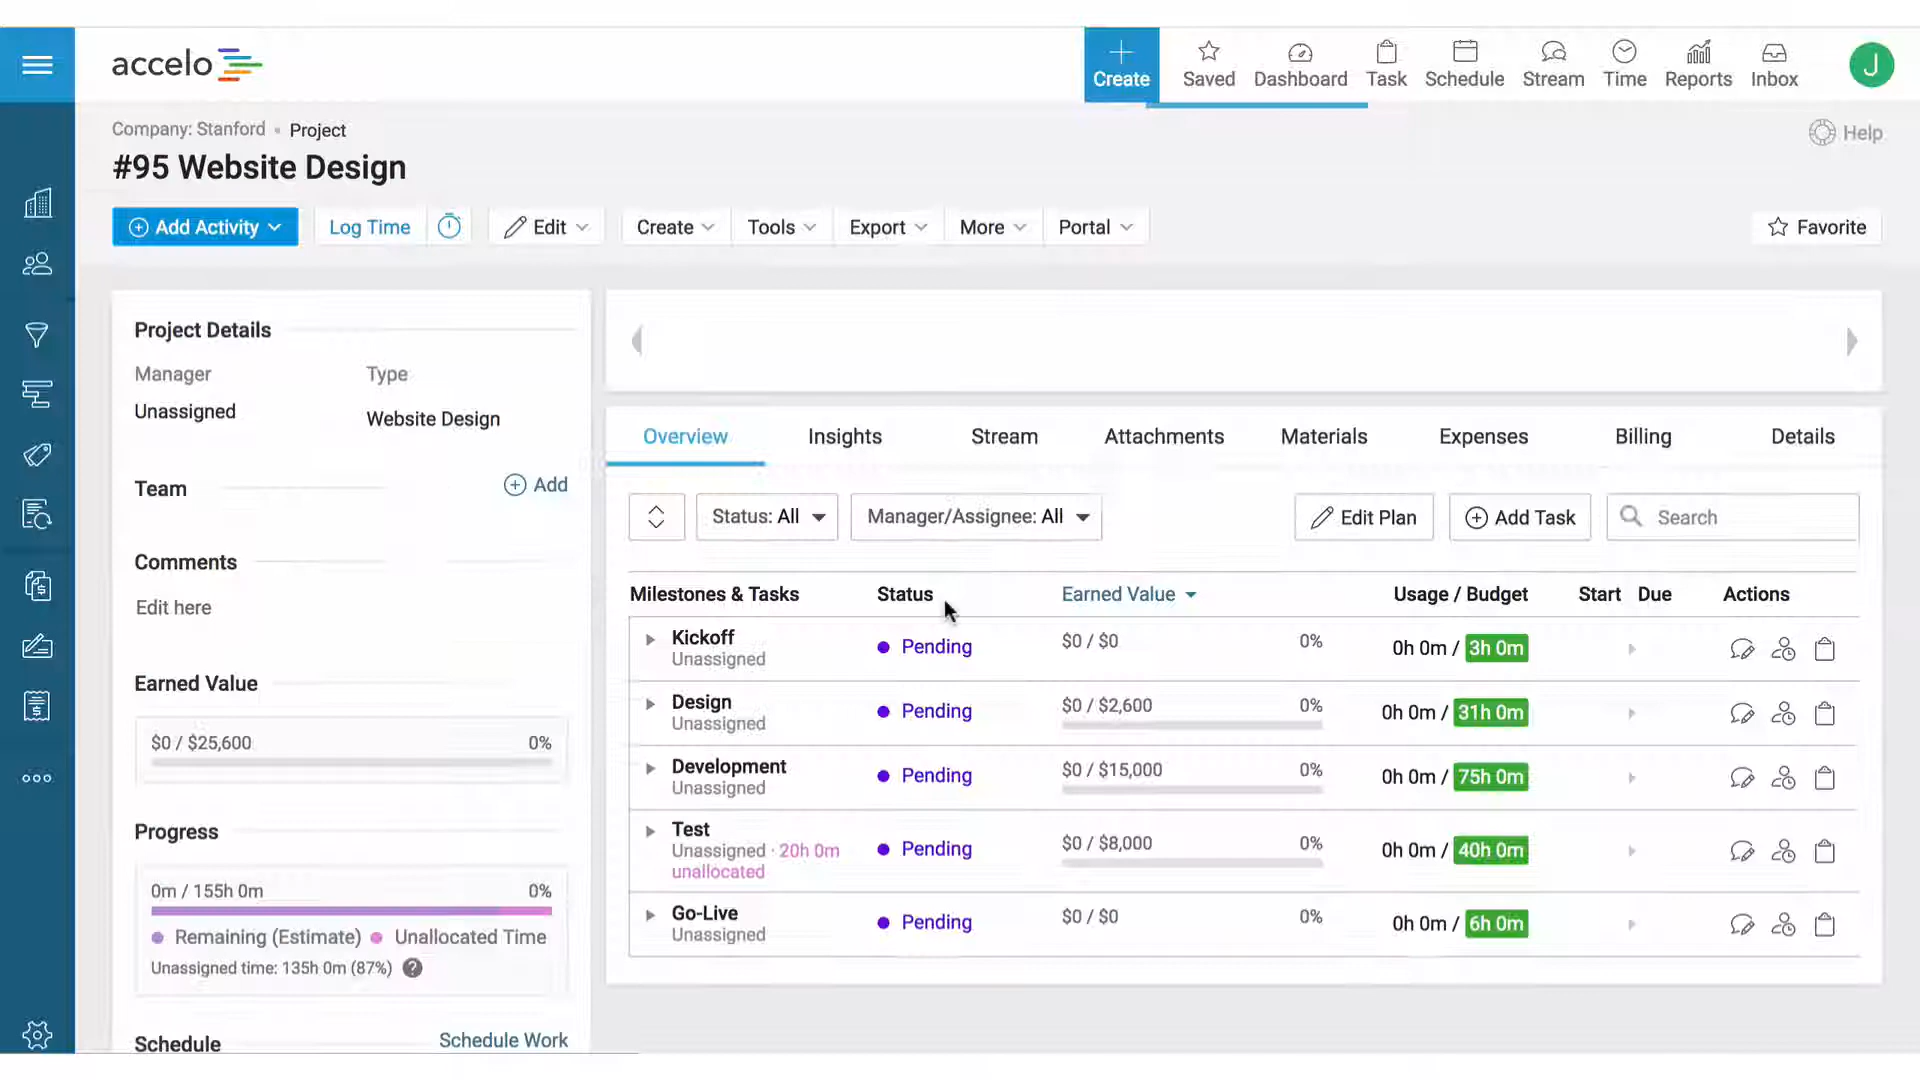 accelo
Create
Saved
Dashboard
Task
Schedule
Stream
Time
Reports
Inbox
J
Company: Stanford • Project
Help
#95 Website Design
Add Activity
Log Time
Edit
Create
Tools
Export
More
Portal
Favorite
Project Details
Manager
Type
Unassigned
Website Design
Team
Add
Comments
Edit here
Earned Value
$0 / $25,600
0%
Progress
0m / 155h 0m
0%
Remaining (Estimate)
Unallocated Time
Unassigned time: 135h 0m (87%) ?
Schedule
Schedule Work
Overview
Insights
Stream
Attachments
Materials
Expenses
Billing
Details
Status: All
Manager/Assignee: All
Edit Plan
Add Task
Search
Milestones & Tasks
Status
Earned Value
Usage / Budget
Start
Due
Actions
Kickoff
Unassigned
Pending
$0 / $0
0%
0h 0m / 3h 0m
Design
Unassigned
Pending
$0 / $2,600
0%
0h 0m / 31h 0m
Development
Unassigned
Pending
$0 / $15,000
0%
0h 0m / 75h 0m
Test
Unassigned · 20h 0m
unallocated
Pending
$0 / $8,000
0%
0h 0m / 40h 0m
Go-Live
Unassigned
Pending
$0 / $0
0%
0h 0m / 6h 0m